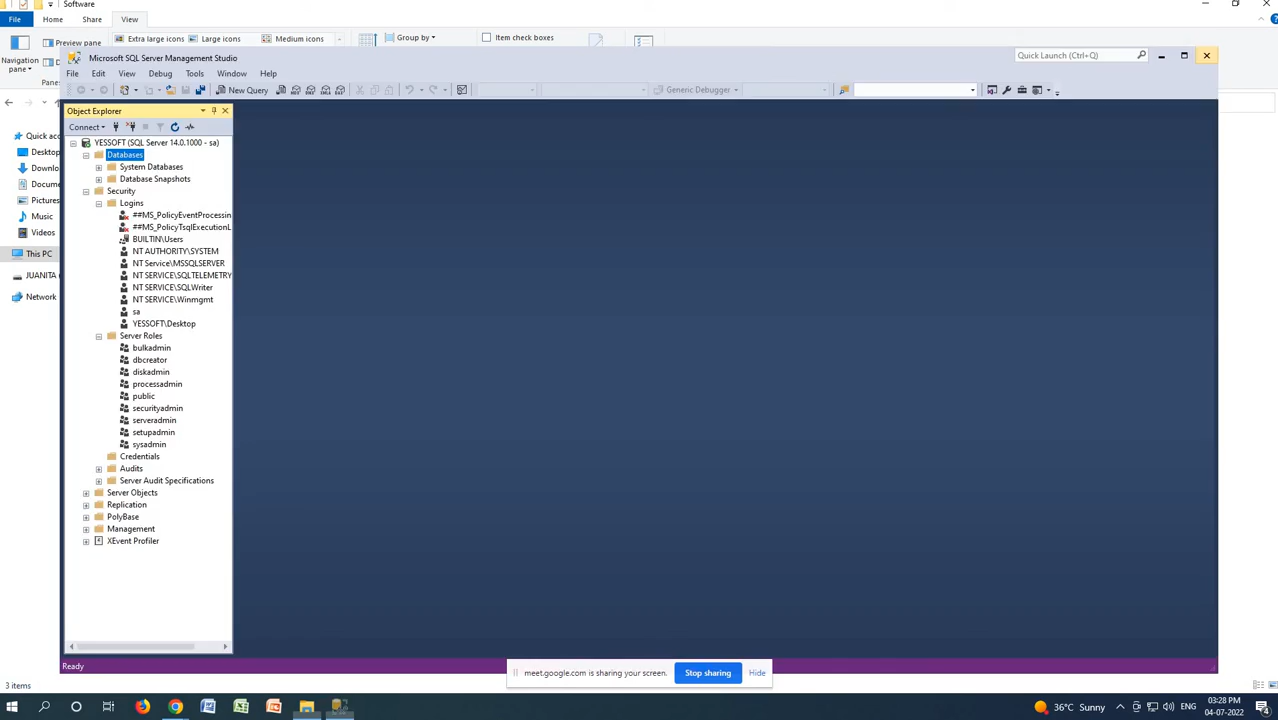 Software
File
Home
Share
View
Navigation
pane
Preview pane
Panes
Extra large icons
Large icons
Medium icons
Group by
Item check boxes
Microsoft SQL Server Management Studio
Quick Launch (Ctrl+Q)
File Edit View Debug Tools Window Help
New Query
Generic Debugger
Object Explorer
Connect
YESSOFT (SQL Server 14.0.1000 - sa)
Databases
System Databases
Database Snapshots
Security
Logins
##MS_PolicyEventProcessin
##MS_PolicyTsqlExecutionL
BUILTIN\Users
NT AUTHORITY\SYSTEM
NT Service\MSSQLSERVER
NT SERVICE\SQLTELEMETRY
NT SERVICE\SQLWriter
NT SERVICE\Winmgmt
sa
YESSOFT\Desktop
Server Roles
bulkadmin
dbcreator
diskadmin
processadmin
public
securityadmin
serveradmin
setupadmin
sysadmin
Credentials
Audits
Server Audit Specifications
Server Objects
Replication
PolyBase
Management
XEvent Profiler
Quick acc
Desktop
Downlo
Docume
Pictures
Music
Videos
This PC
JUANITA (
Network
Ready
meet.google.com is sharing your screen.
Stop sharing
Hide
3 items
36°C Sunny
ENG
03:28 PM
04-07-2022